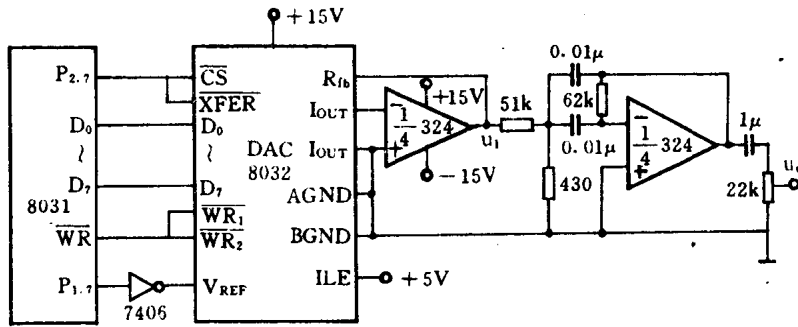 +15V
P2.7
CS
XFER
D0
D0
≀
≀
D7
D7
8031
WR
WR1
WR2
P1.7
7406
VREF
DAC
8032
Rfb
IOUT
IOUT
AGND
BGND
ILE
+5V
+15V
-
+
1/4 324
-15V
u1
51k
0.01μ
62k
0.01μ
430
-
+
1/4 324
1μ
22k